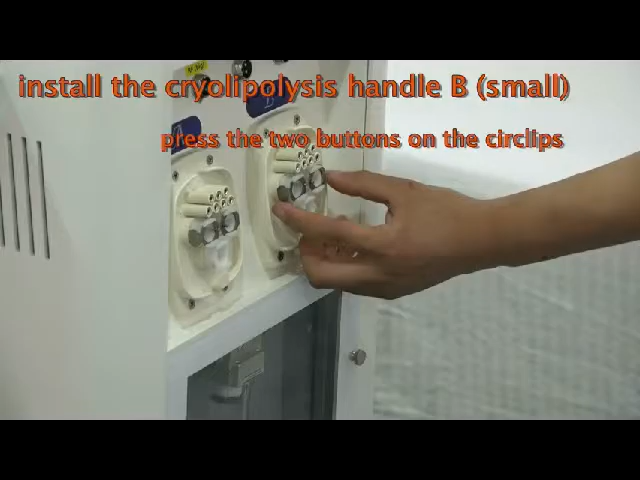 install the cryolipolysis handle B (small)
press the two buttons on the circlips
B